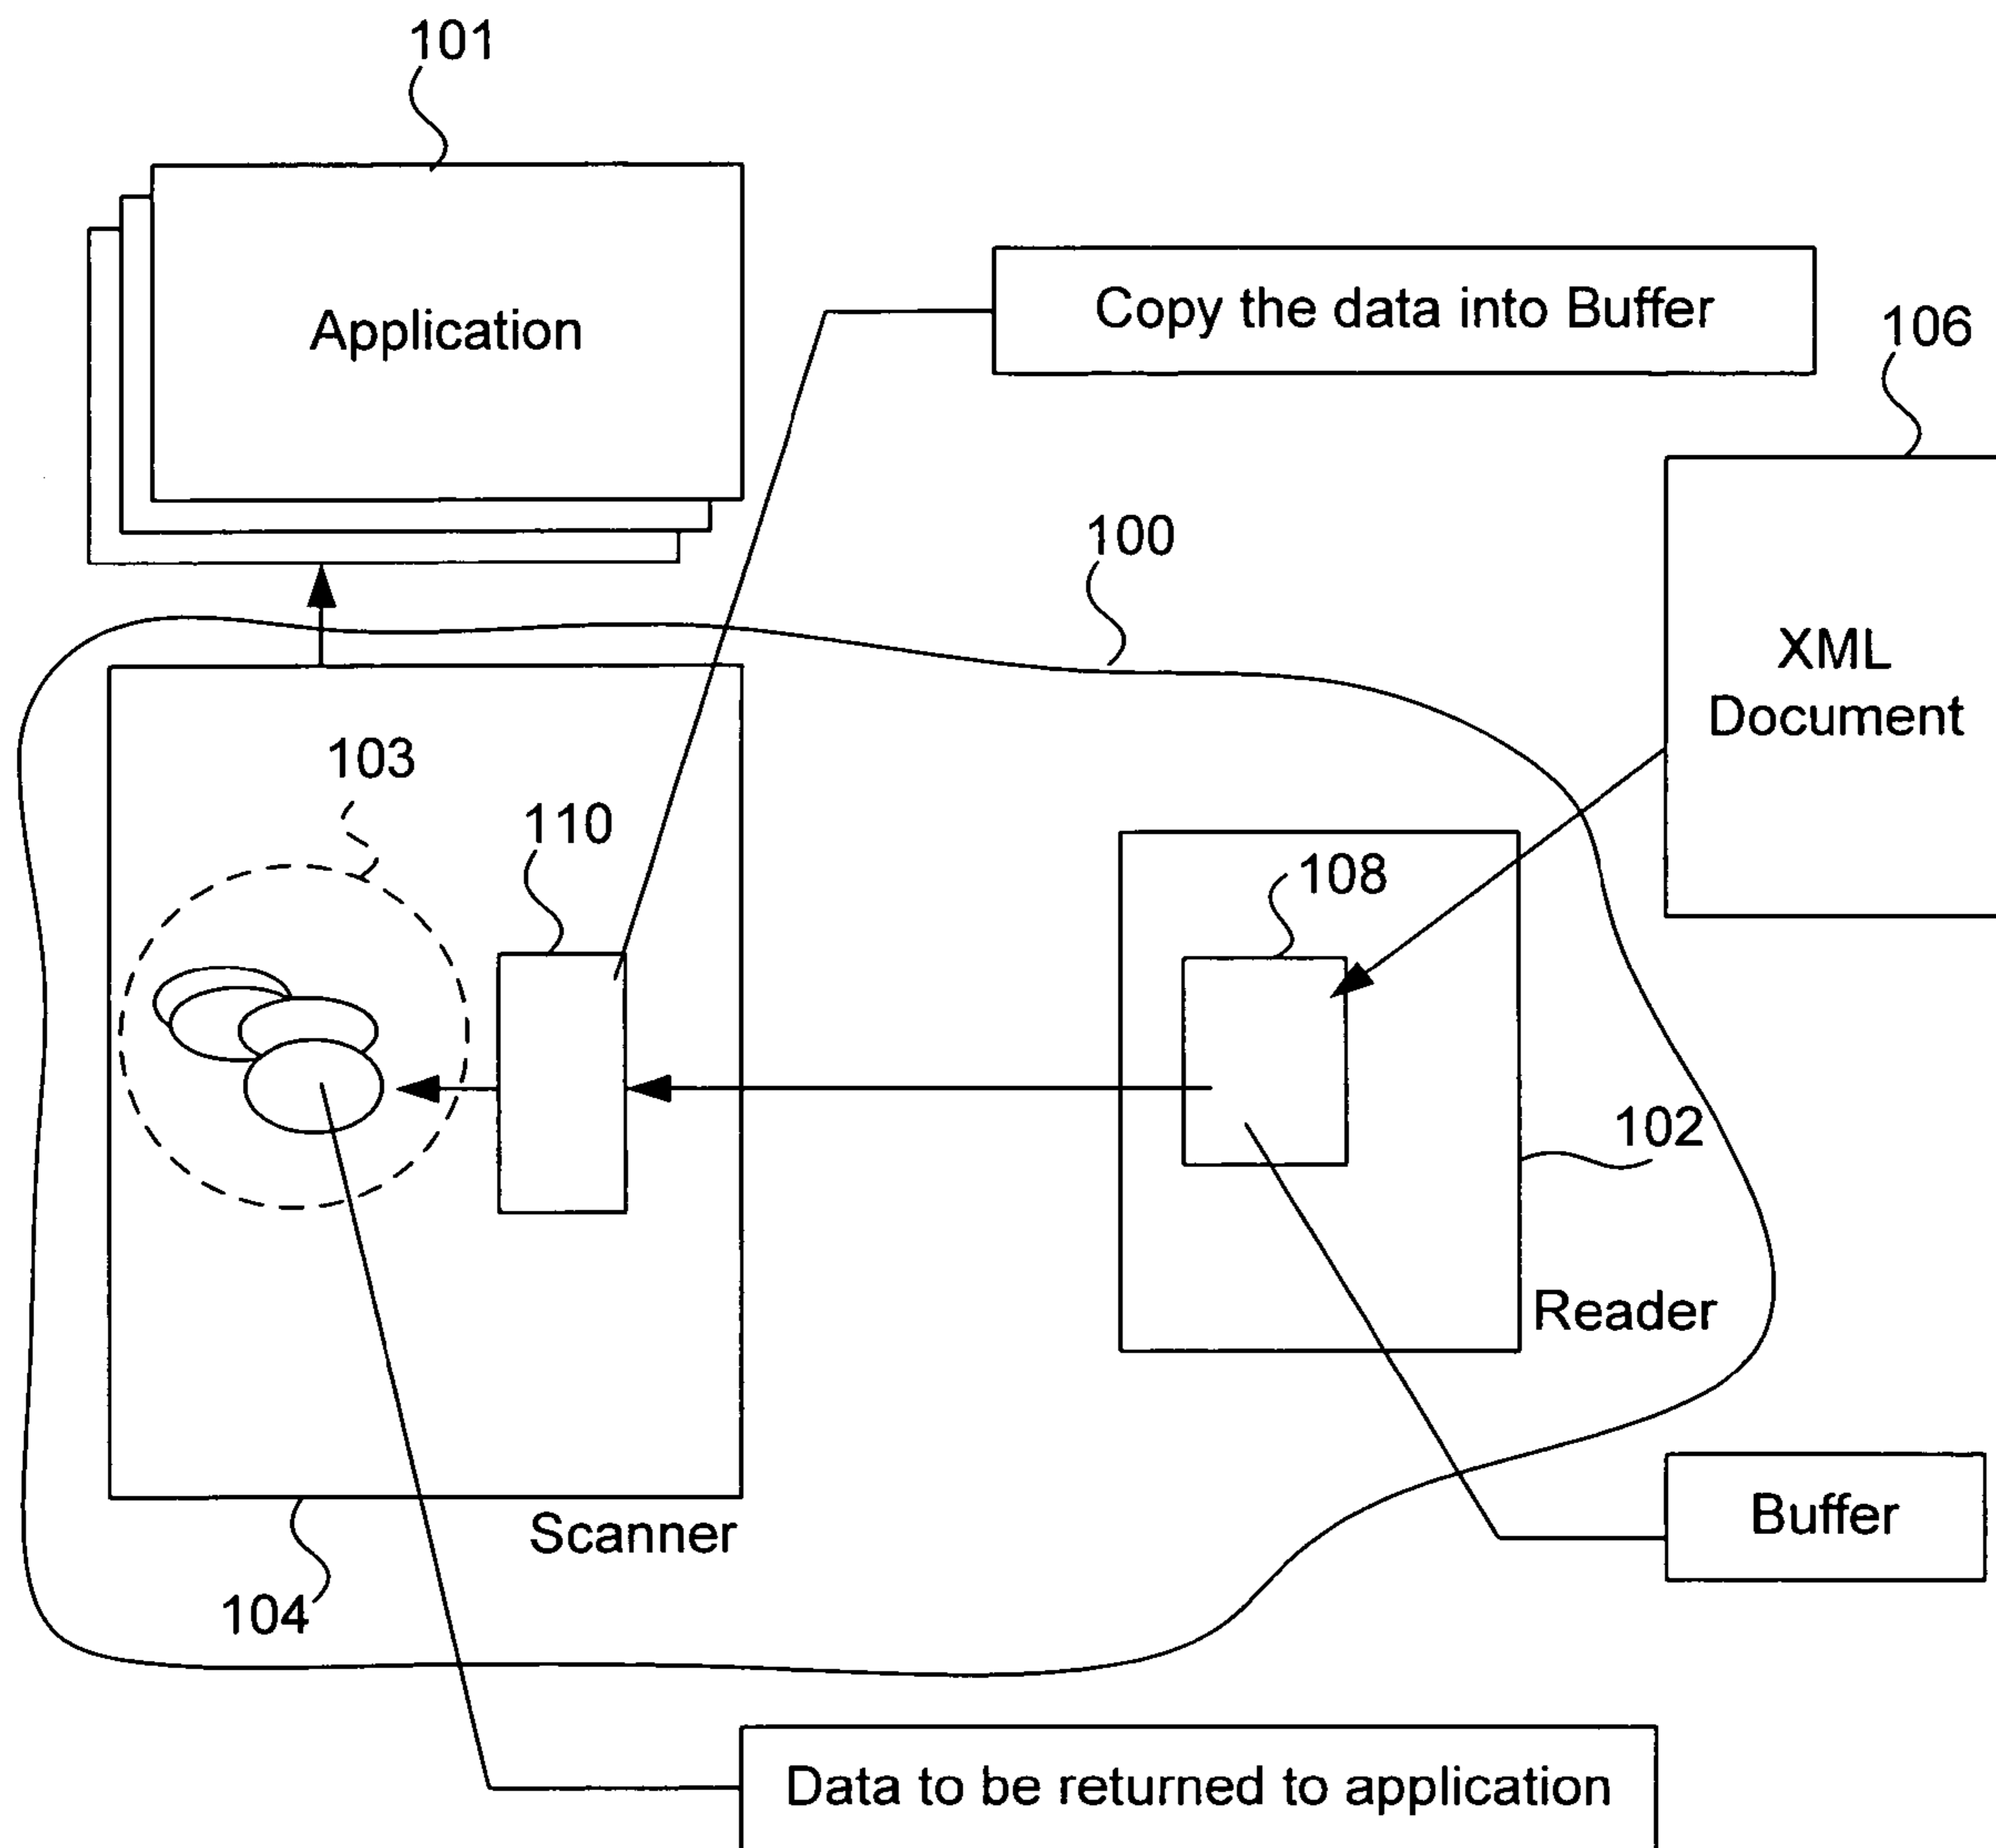 101
Application
Copy the data into Buffer
106
100
XML
Document
103
110
108
102
Reader
Buffer
Scanner
104
Data to be returned to application